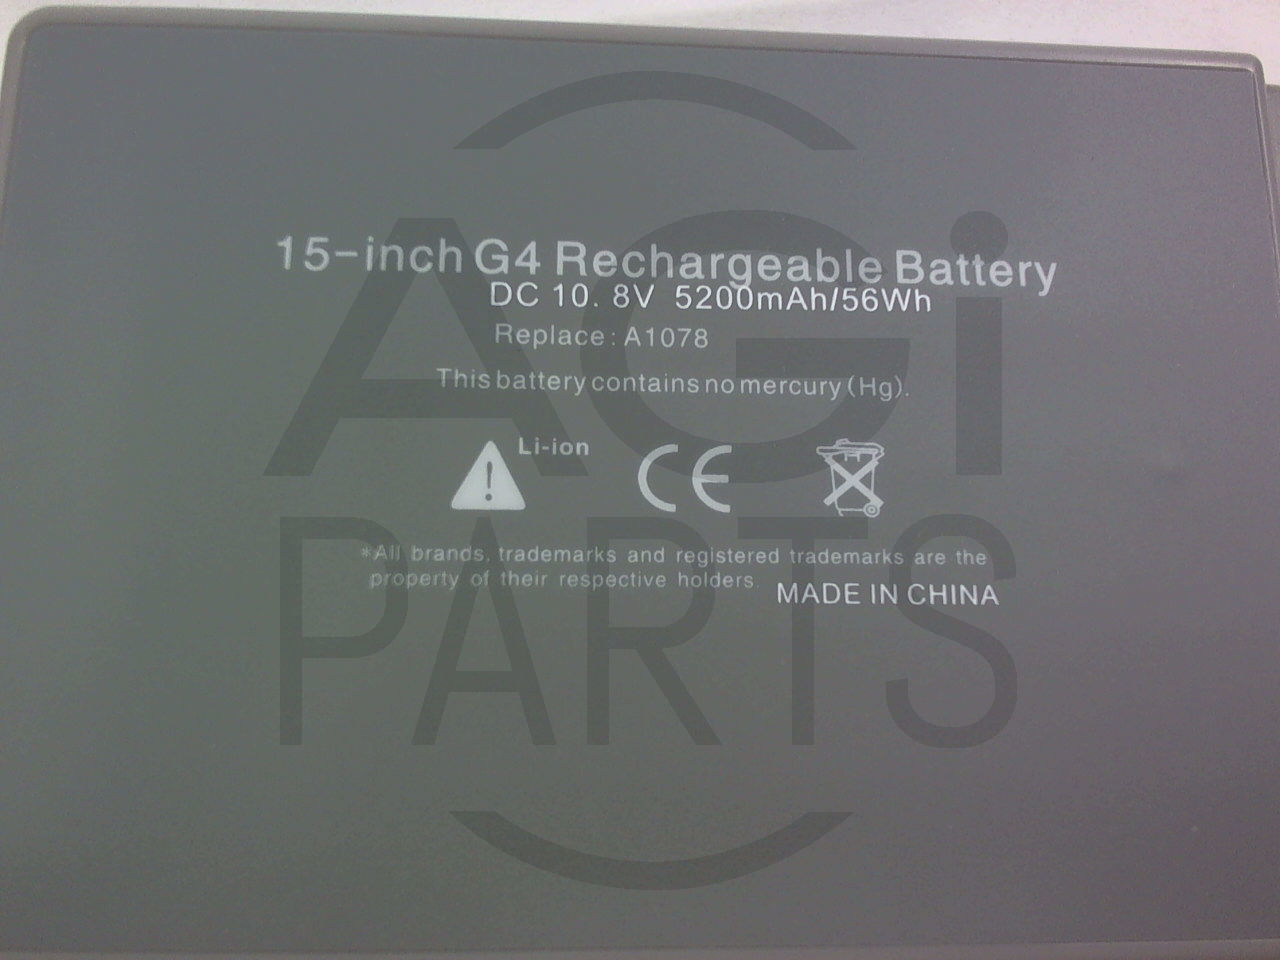 15-inch G4 Rechargeable Battery
DC 10. 8V 5200mAh/56Wh
Replace: A1078
This battery contains no mercury (Hg).
Li-ion
CE
*All brands, trademarks and registered trademarks are the
property of their respective holders.
MADE IN CHINA
AGi
PARTS